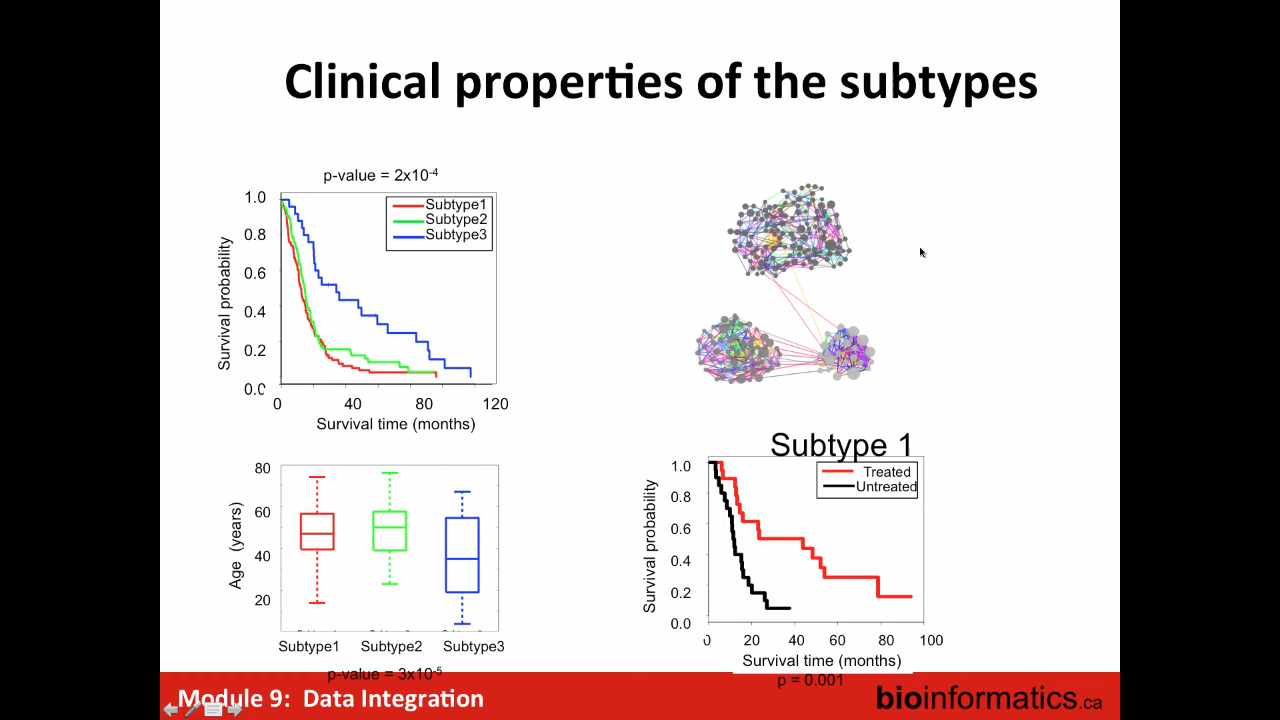 Clinical properties of the subtypes
p-value = 2x10-4
1.0
0.8
0.6
0.4
0.2
0.0
Survival probability
Subtype1
Subtype2
Subtype3
0 40 80 120
Survival time (months)
80
60
40
20
Age (years)
Subtype1 Subtype2 Subtype3
p-value = 3x10-5
Subtype 1
1.0
0.8
0.6
0.4
0.2
0.0
Survival probability
Treated
Untreated
0 20 40 60 80 100
Survival time (months)
p = 0.001
Module 9: Data Integration
bioinformatics.ca